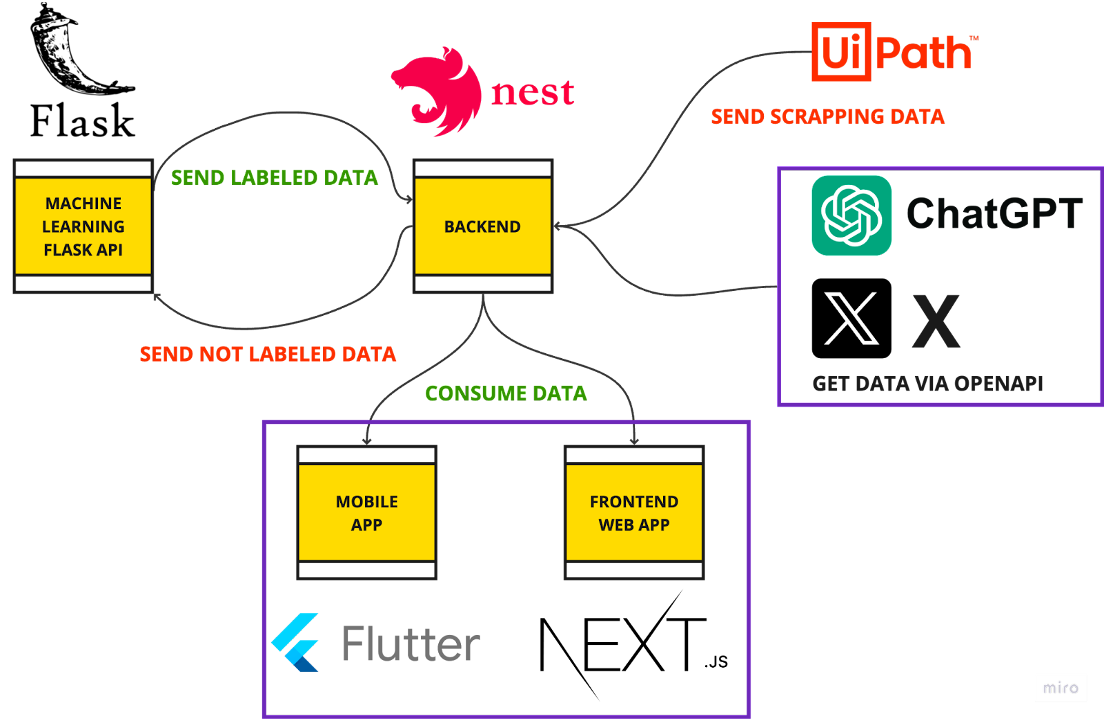 Flask
nest
UiPath™
SEND SCRAPPING DATA
SEND LABELED DATA
MACHINE
LEARNING
FLASK API
BACKEND
ChatGPT
X
GET DATA VIA OPENAPI
SEND NOT LABELED DATA
CONSUME DATA
MOBILE
APP
FRONTEND
WEB APP
Flutter
NEXT.JS
miro